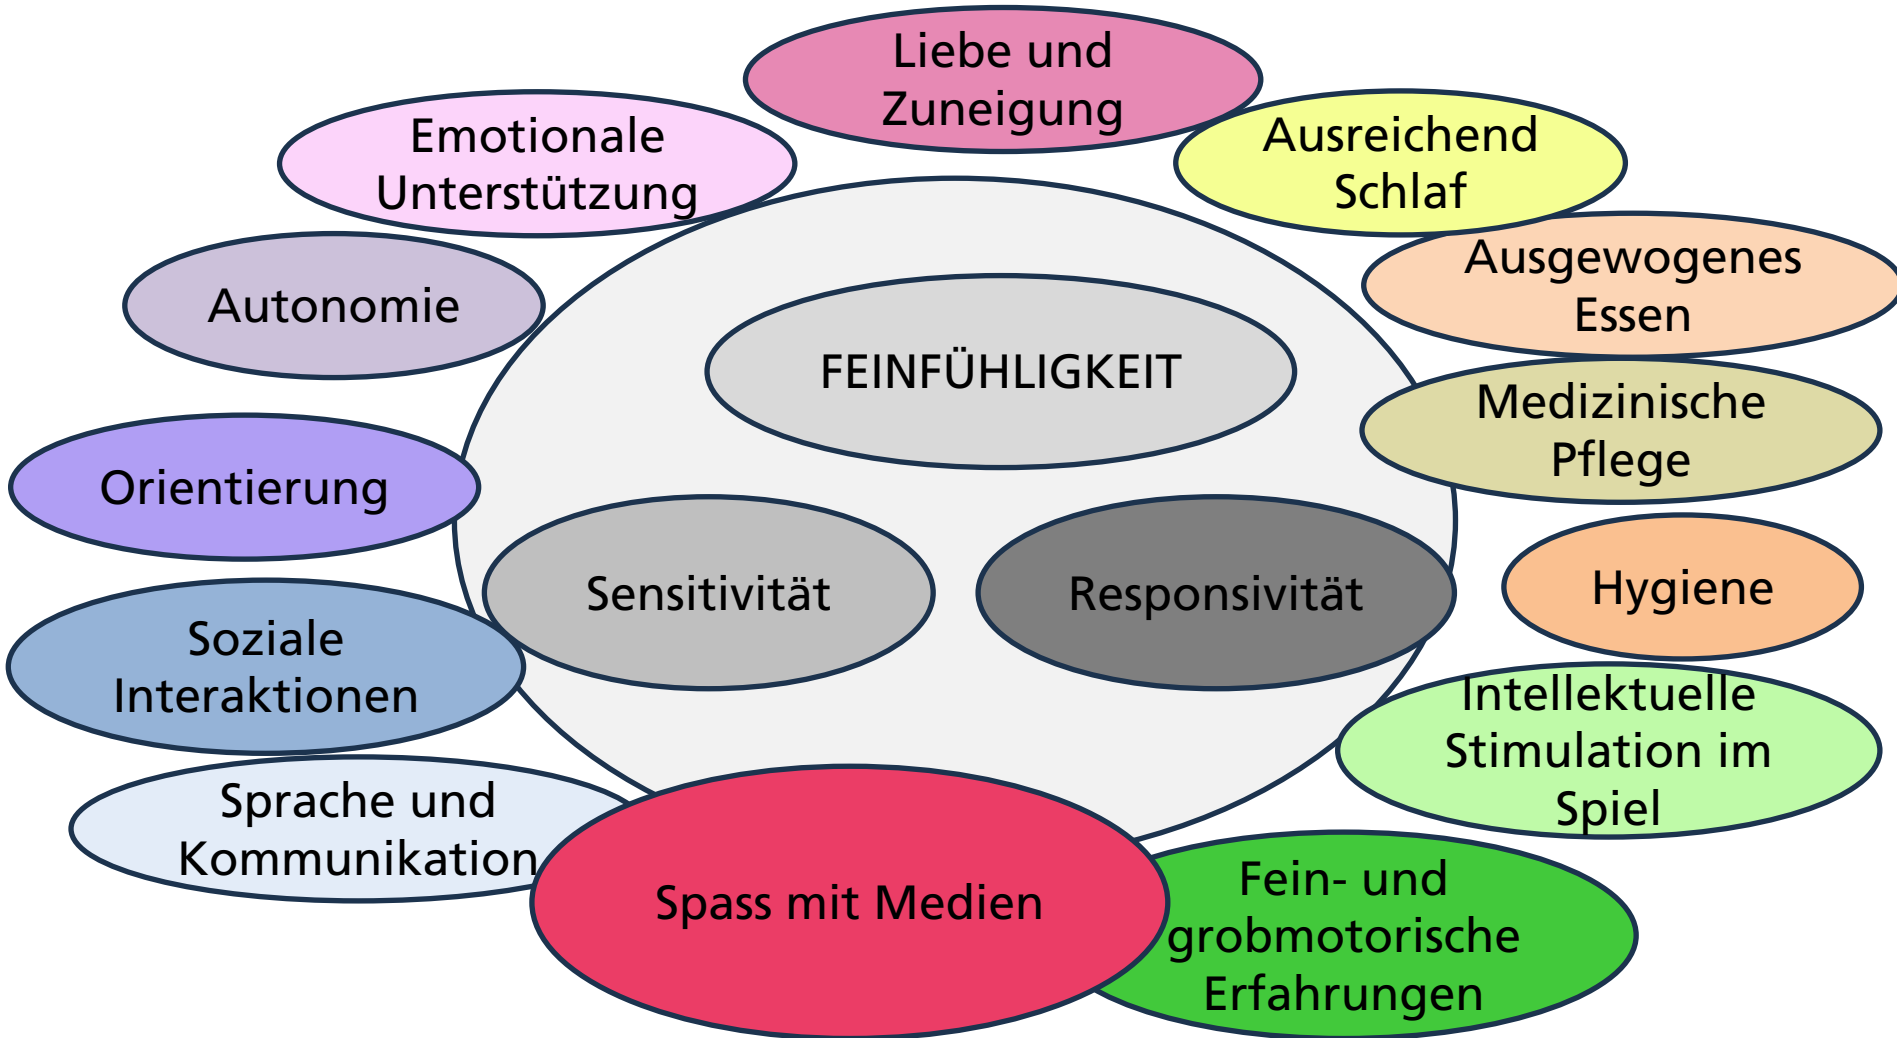 Liebe und
Zuneigung
Emotionale
Unterstützung
Ausreichend
Schlaf
Autonomie
Ausgewogenes
Essen
FEINFÜHLIGKEIT
Medizinische
Pflege
Orientierung
Sensitivität
Responsivität
Hygiene
Soziale
Interaktionen
Intellektuelle
Stimulation im
Spiel
Sprache und
Kommunikation
Spass mit Medien
Fein- und
grobmotorische
Erfahrungen